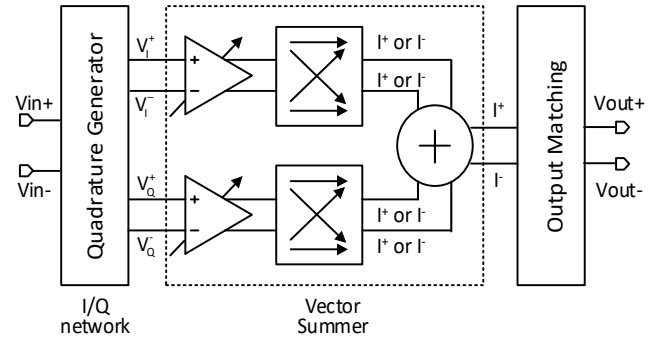 Vin+
Vin-
Quadrature Generator
I/Q
network
V_I^+
V_I^-
V_Q^+
V_Q^-
+
−
+
−
I⁺ or I⁻
I⁺ or I⁻
I⁺ or I⁻
I⁺ or I⁻
+
Vector
Summer
I⁺
I⁻
Output Matching
Vout+
Vout-